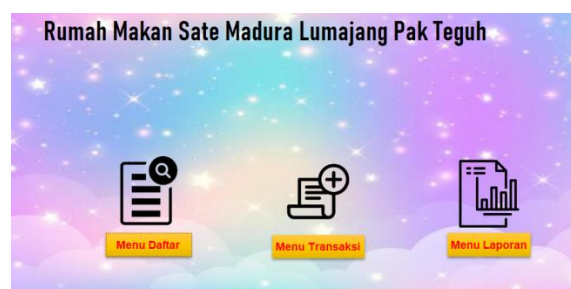 Rumah Makan Sate Madura Lumajang Pak Teguh
Menu Daftar
Menu Transaksi
Menu Laporan